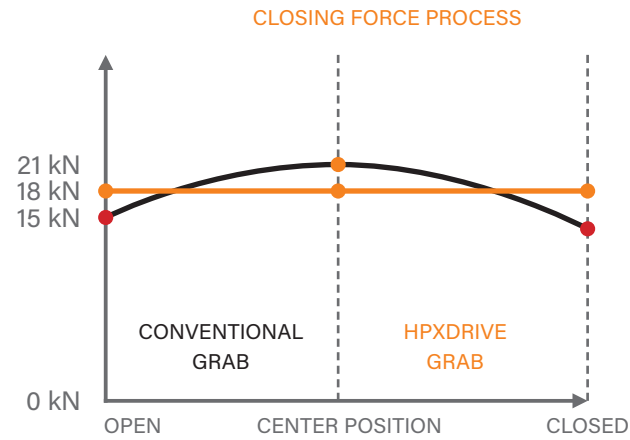 CLOSING FORCE PROCESS
21 kN
18 kN
15 kN
CONVENTIONAL
GRAB
HPXDRIVE
GRAB
0 kN
OPEN
CENTER POSITION
CLOSED